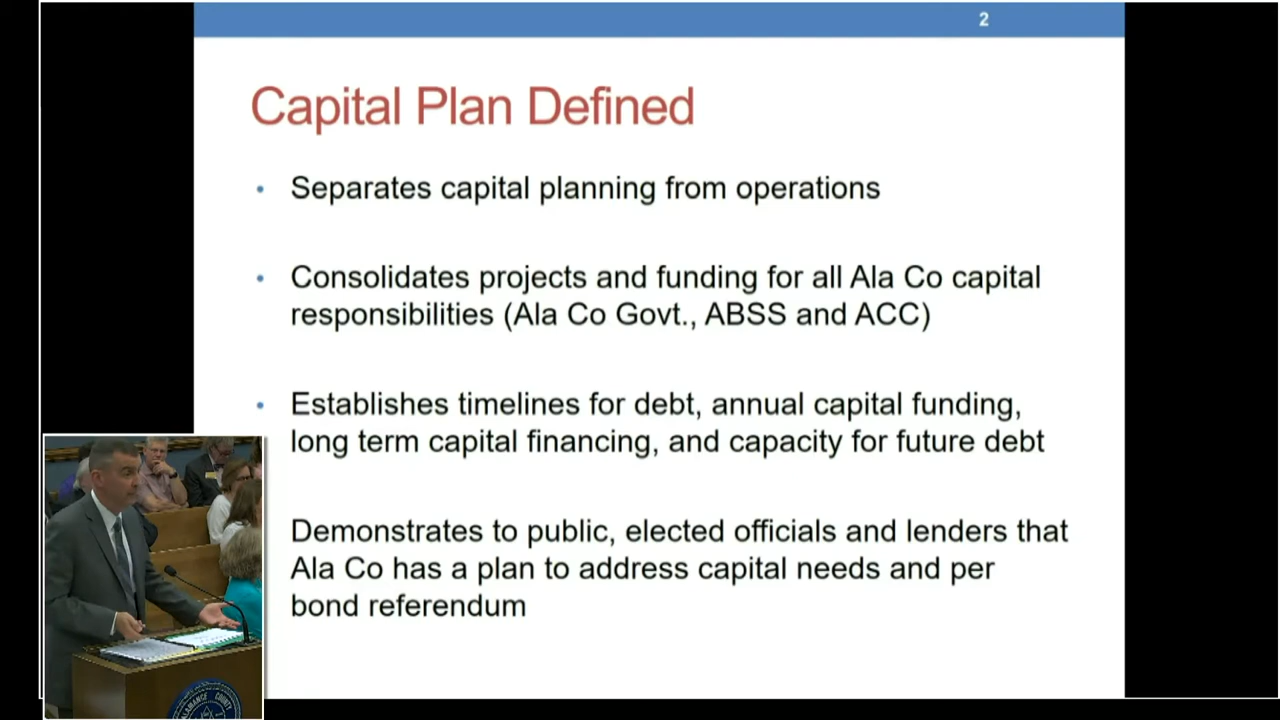 2
Capital Plan Defined
• Separates capital planning from operations
• Consolidates projects and funding for all Ala Co capital
responsibilities (Ala Co Govt., ABSS and ACC)
• Establishes timelines for debt, annual capital funding,
long term capital financing, and capacity for future debt
Demonstrates to public, elected officials and lenders that
Ala Co has a plan to address capital needs and per
bond referendum
ALAMANCE COUNTY